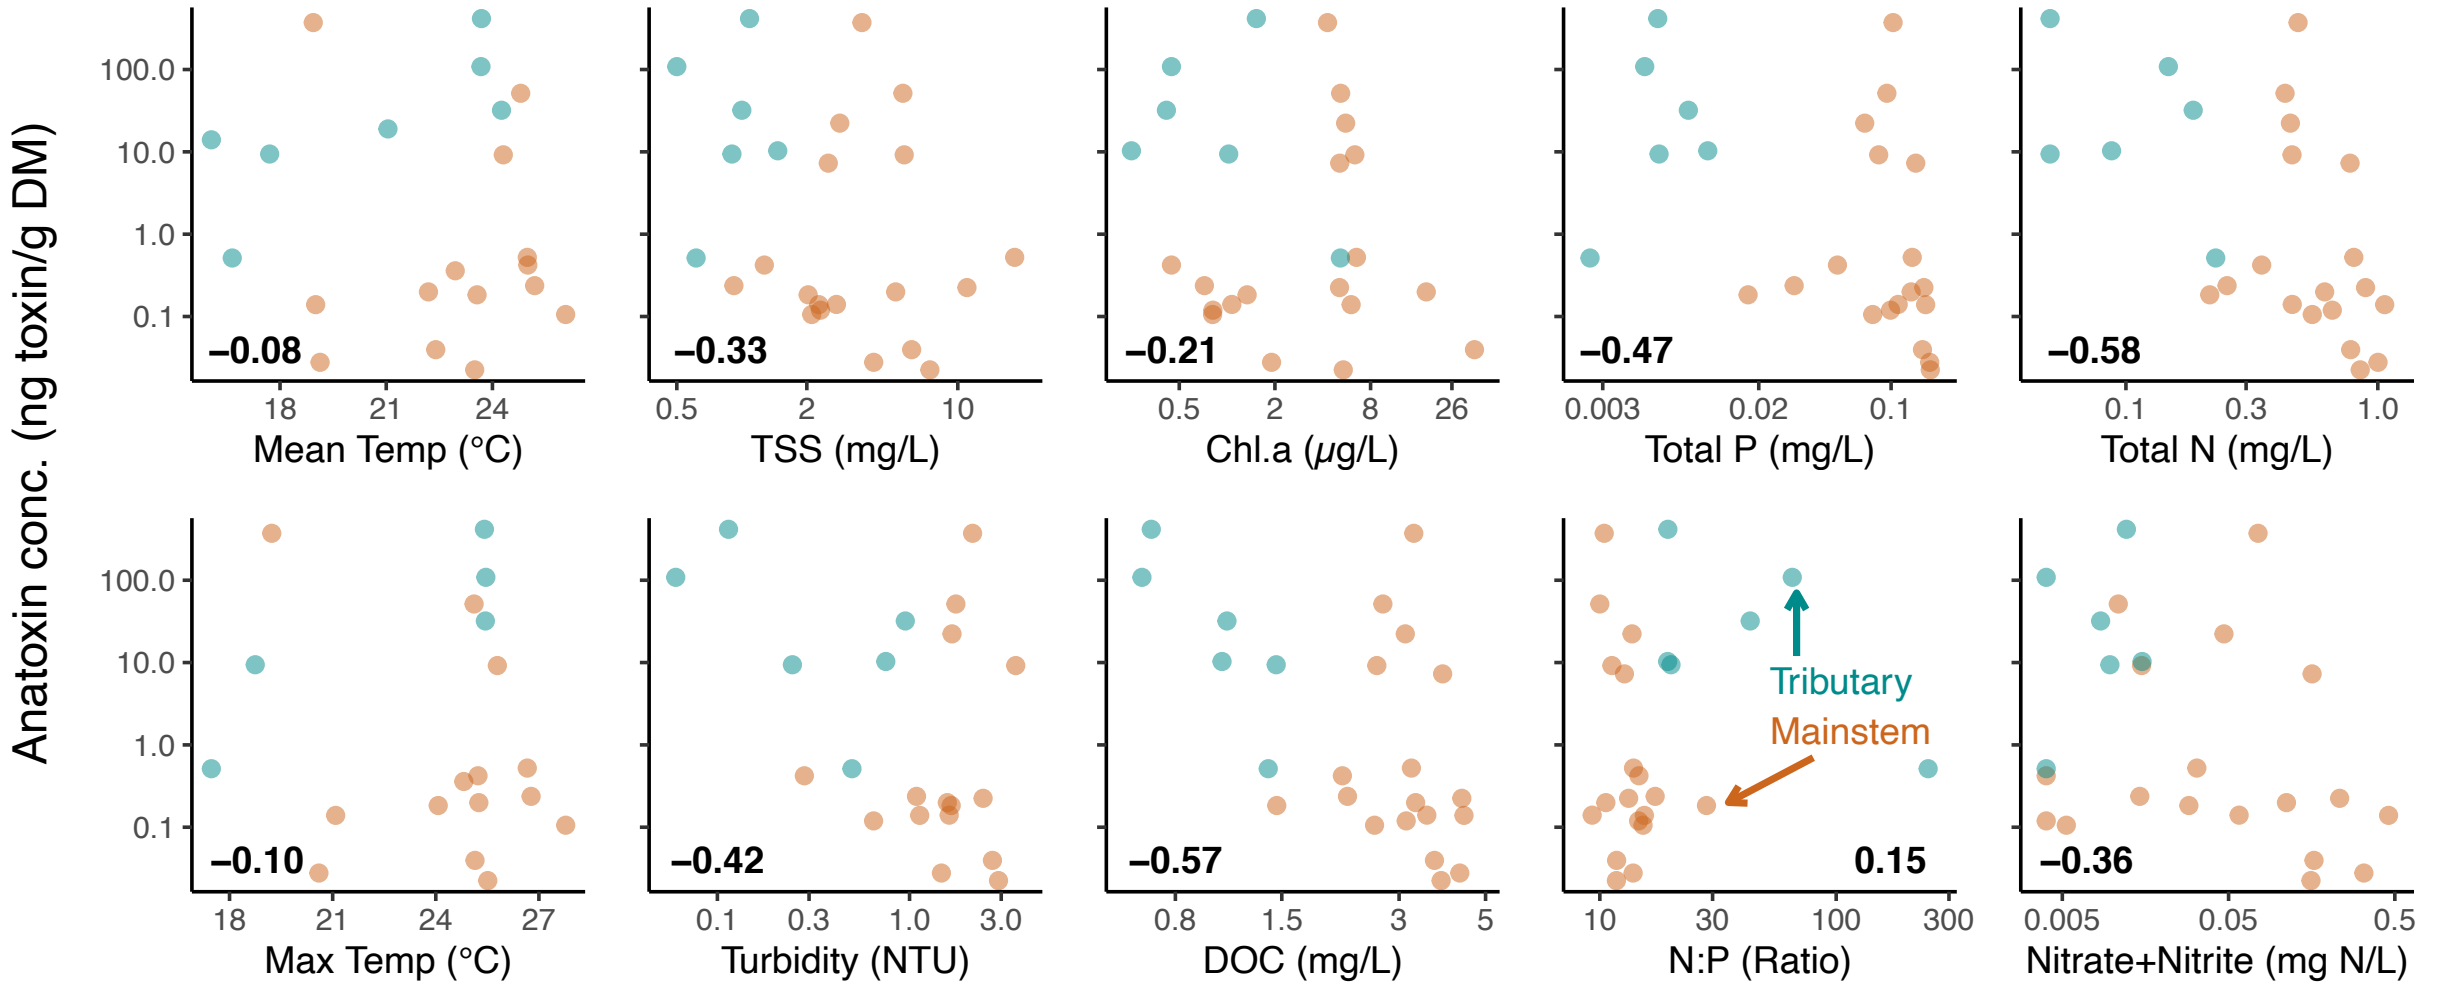 Anatoxin conc. (ng toxin/g DM)
100.0
10.0
1.0
0.1
−0.08
−0.33
−0.21
−0.47
−0.58
18 21 24
0.5 2 10
0.5 2 8 26
0.003 0.02 0.1
0.1 0.3 1.0
Mean Temp (°C)
TSS (mg/L)
Chl.a (µg/L)
Total P (mg/L)
Total N (mg/L)
100.0
10.0
1.0
0.1
Tributary
Mainstem
−0.10
−0.42
−0.57
0.15
−0.36
18 21 24 27
0.1 0.3 1.0 3.0
0.8 1.5 3 5
10 30 100 300
0.005 0.05 0.5
Max Temp (°C)
Turbidity (NTU)
DOC (mg/L)
N:P (Ratio)
Nitrate+Nitrite (mg N/L)